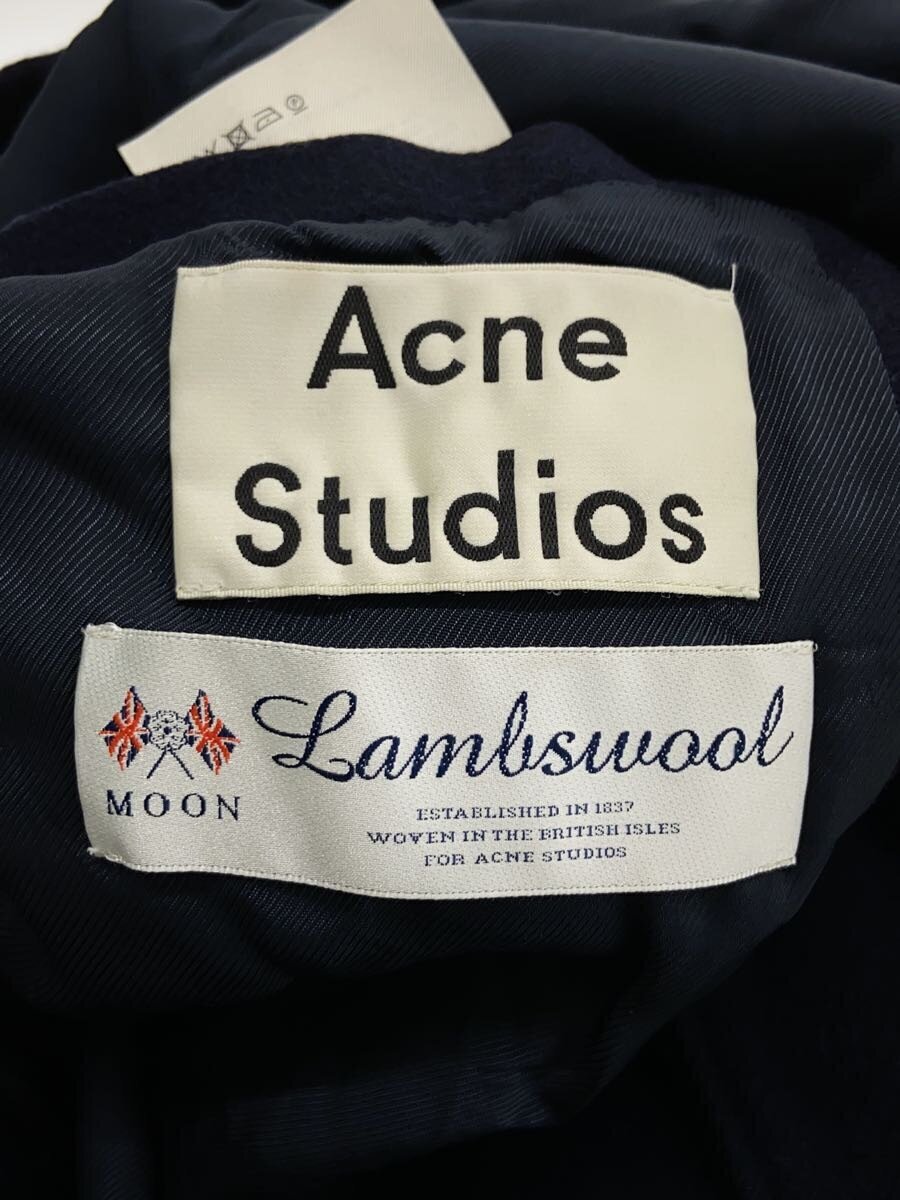 Acne
Studios
Lambswool
MOON
ESTABLISHED IN 1837
WOVEN IN THE BRITISH ISLES
FOR ACNE STUDIOS